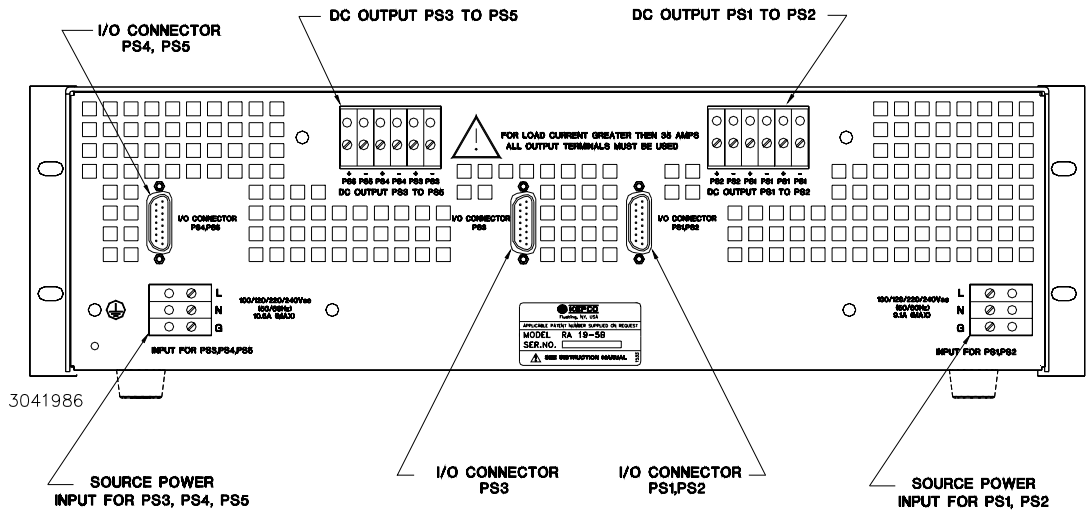 DC OUTPUT PS3 TO PS5
DC OUTPUT PS1 TO PS2
I/O CONNECTOR
PS4, PS5
FOR LOAD CURRENT GREATER THEN 35 AMPS
ALL OUTPUT TERMINALS MUST BE USED
+ - + - + -
PS5 PS5 PS4 PS4 PS3 PS3
DC OUTPUT PS3 TO PS5
+ - + - + -
PS2 PS2 PS1 PS1 PS1 PS1
DC OUTPUT PS1 TO PS2
I/O CONNECTOR
PS4,PS5
I/O CONNECTOR
PS3
I/O CONNECTOR
PS1,PS2
L
N
G
100/120/220/240Vac
(50/60Hz)
10.6A (MAX)
INPUT FOR PS3,PS4,PS5
KEPCO
Flushing, NY. USA
APPLICABLE PATENT NUMBER SUPPLIED ON REQUEST
MODEL RA 19-5B
SER.NO.
SEE INSTRUCTION MANUAL
100/120/220/240Vac
(50/60Hz)
9.1A (MAX)
L
N
G
INPUT FOR PS1,PS2
3041986
SOURCE POWER
INPUT FOR PS3, PS4, PS5
I/O CONNECTOR
PS3
I/O CONNECTOR
PS1,PS2
SOURCE POWER
INPUT FOR PS1, PS2